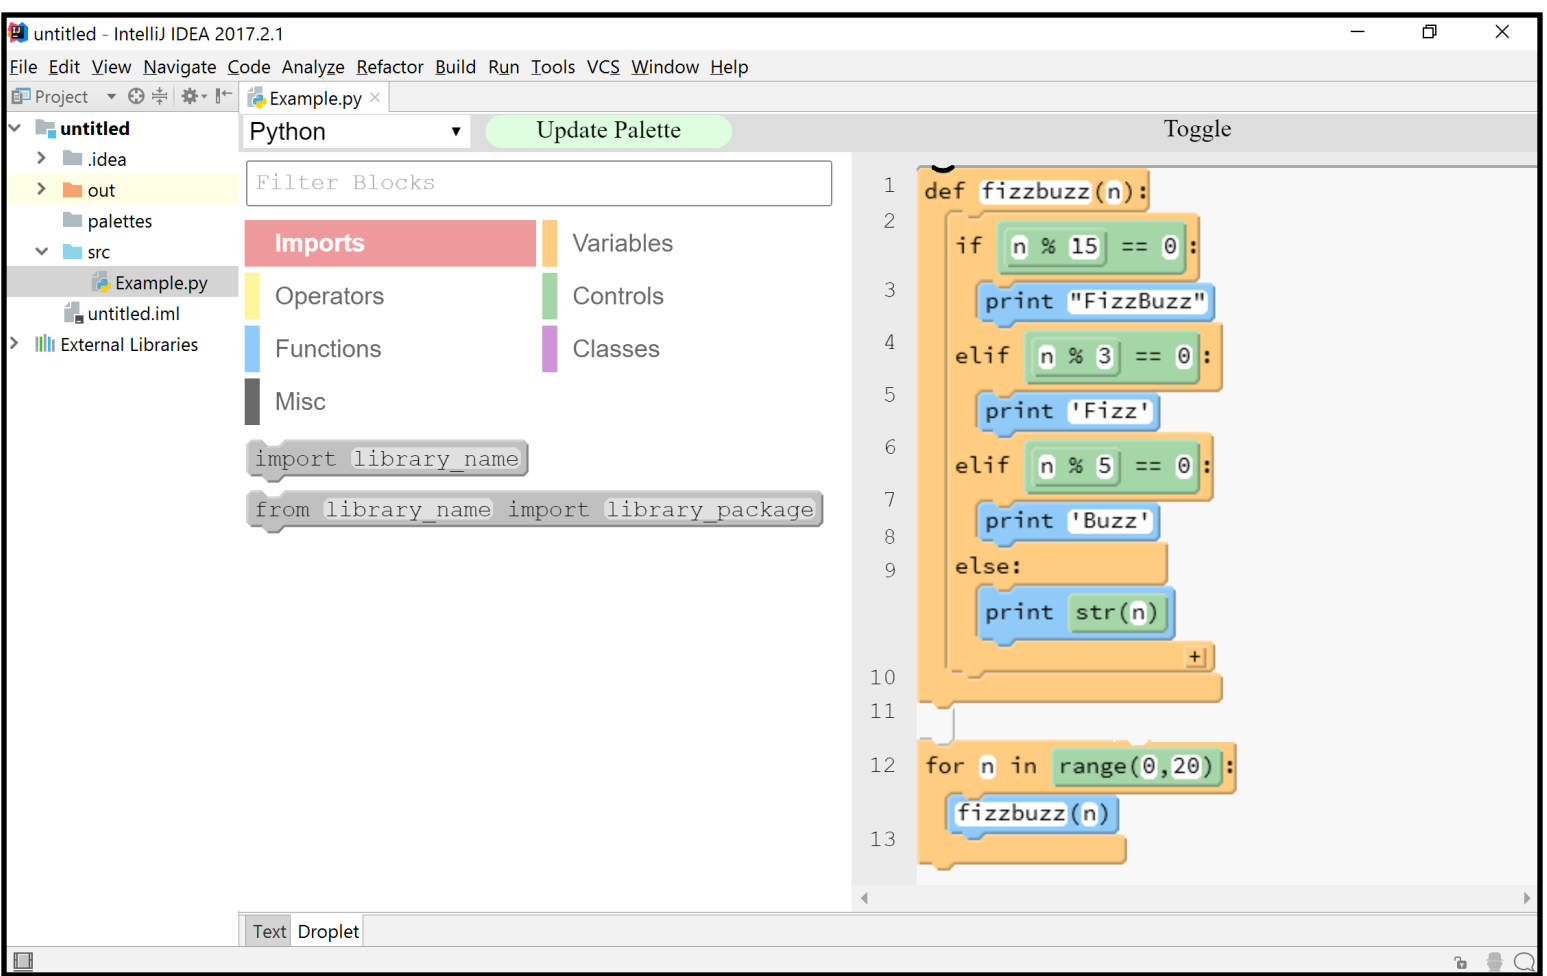 untitled - IntelliJ IDEA 2017.2.1
File Edit View Navigate Code Analyze Refactor Build Run Tools VCS Window Help
Project
Example.py
untitled
.idea
out
palettes
src
Example.py
untitled.iml
External Libraries
Python
Update Palette
Toggle
Filter Blocks
Imports
Variables
Operators
Controls
Functions
Classes
Misc
import library_name
from library_name import library_package
1
2
3
4
5
6
7
8
9
10
11
12
13
def fizzbuzz(n):
if n % 15 == 0:
print "FizzBuzz"
elif n % 3 == 0:
print 'Fizz'
elif n % 5 == 0:
print 'Buzz'
else:
print str(n)
+
for n in range(0,20):
fizzbuzz(n)
Text Droplet